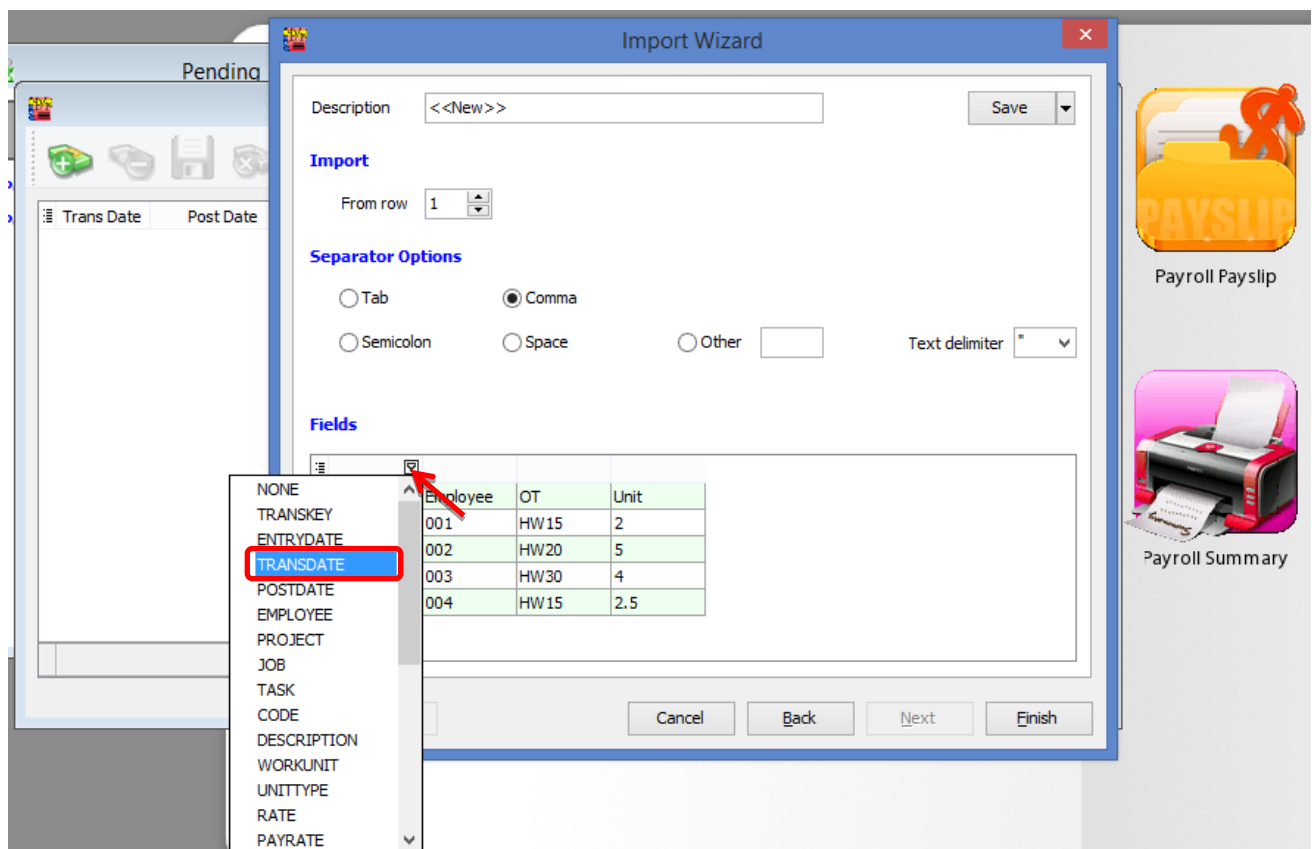 Import Wizard
Pending
Description <<New>> Save
Import
From row 1
Trans Date Post Date
Separator Options
Tab Comma
Semicolon Space Other Text delimiter "
Fields
Employee OT Unit
001 HW15 2
002 HW20 5
003 HW30 4
004 HW15 2.5
NONE
TRANSKEY
ENTRYDATE
TRANSDATE
POSTDATE
EMPLOYEE
PROJECT
JOB
TASK
CODE
DESCRIPTION
WORKUNIT
UNITTYPE
RATE
PAYRATE
Cancel Back Next Finish
PAYSLIP
Payroll Payslip
Summary
Payroll Summary